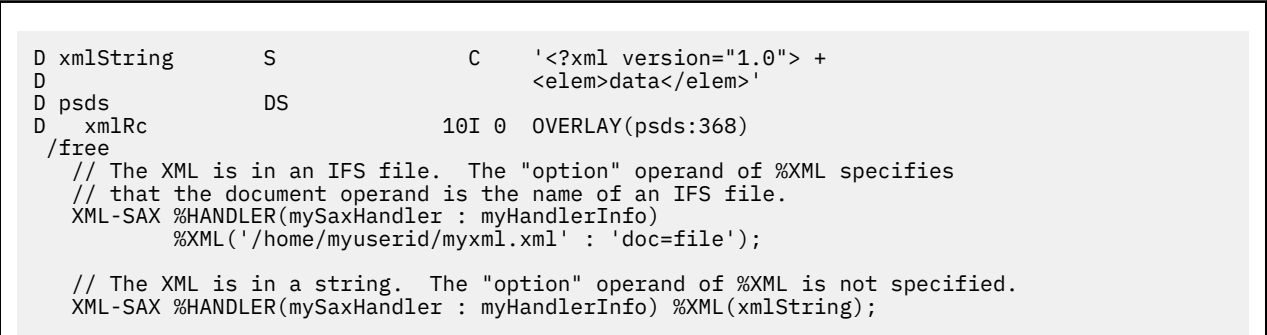 D xmlString       S             C   '<?xml version="1.0"> +
D                                   <elem>data</elem>'
D psds            DS
D   xmlRc                     10I 0 OVERLAY(psds:368)
 /free
   // The XML is in an IFS file.  The "option" operand of %XML specifies
   // that the document operand is the name of an IFS file.
   XML-SAX %HANDLER(mySaxHandler : myHandlerInfo)
           %XML('/home/myuserid/myxml.xml' : 'doc=file');
   // The XML is in a string.  The "option" operand of %XML is not specified.
   XML-SAX %HANDLER(mySaxHandler : myHandlerInfo) %XML(xmlString);